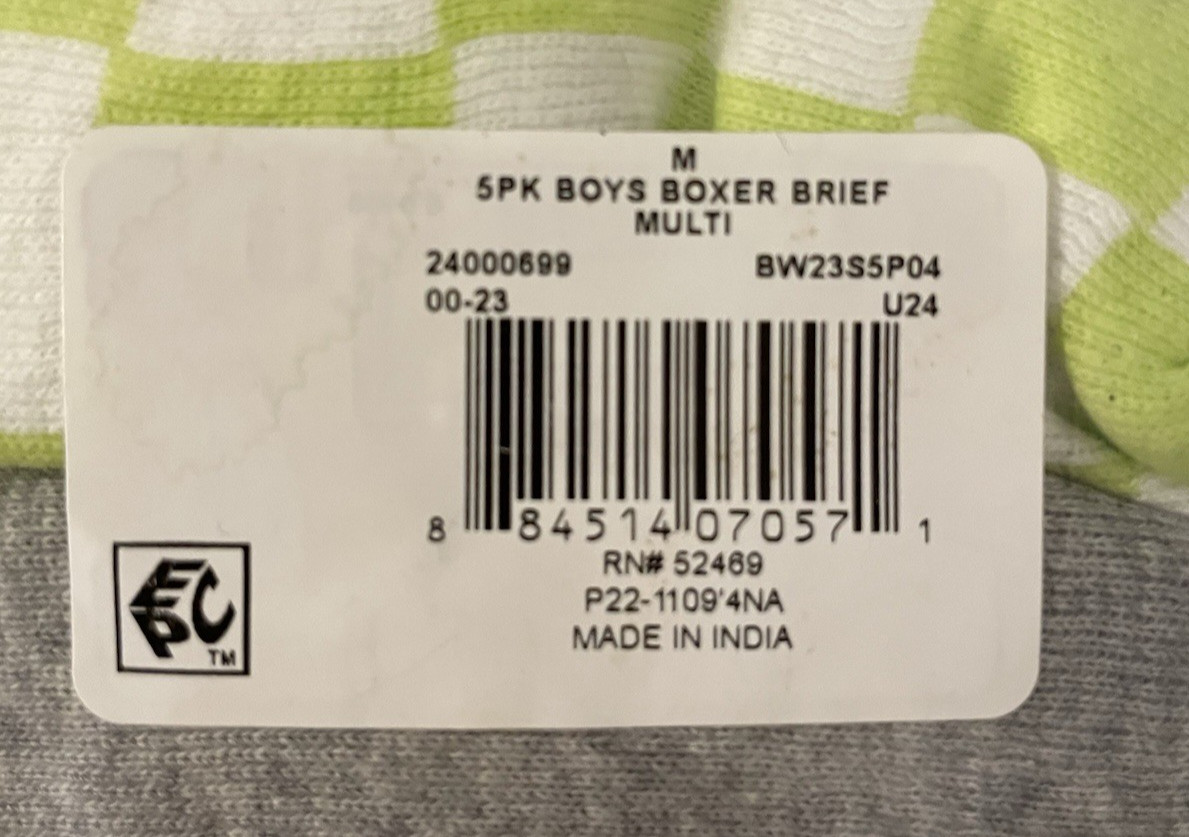 M
5PK BOYS BOXER BRIEF
MULTI
24000699 BW23S5P04
00-23 U24
8 84514 07057 1
RN# 52469
P22-1109'4NA
MADE IN INDIA
EPC
TM